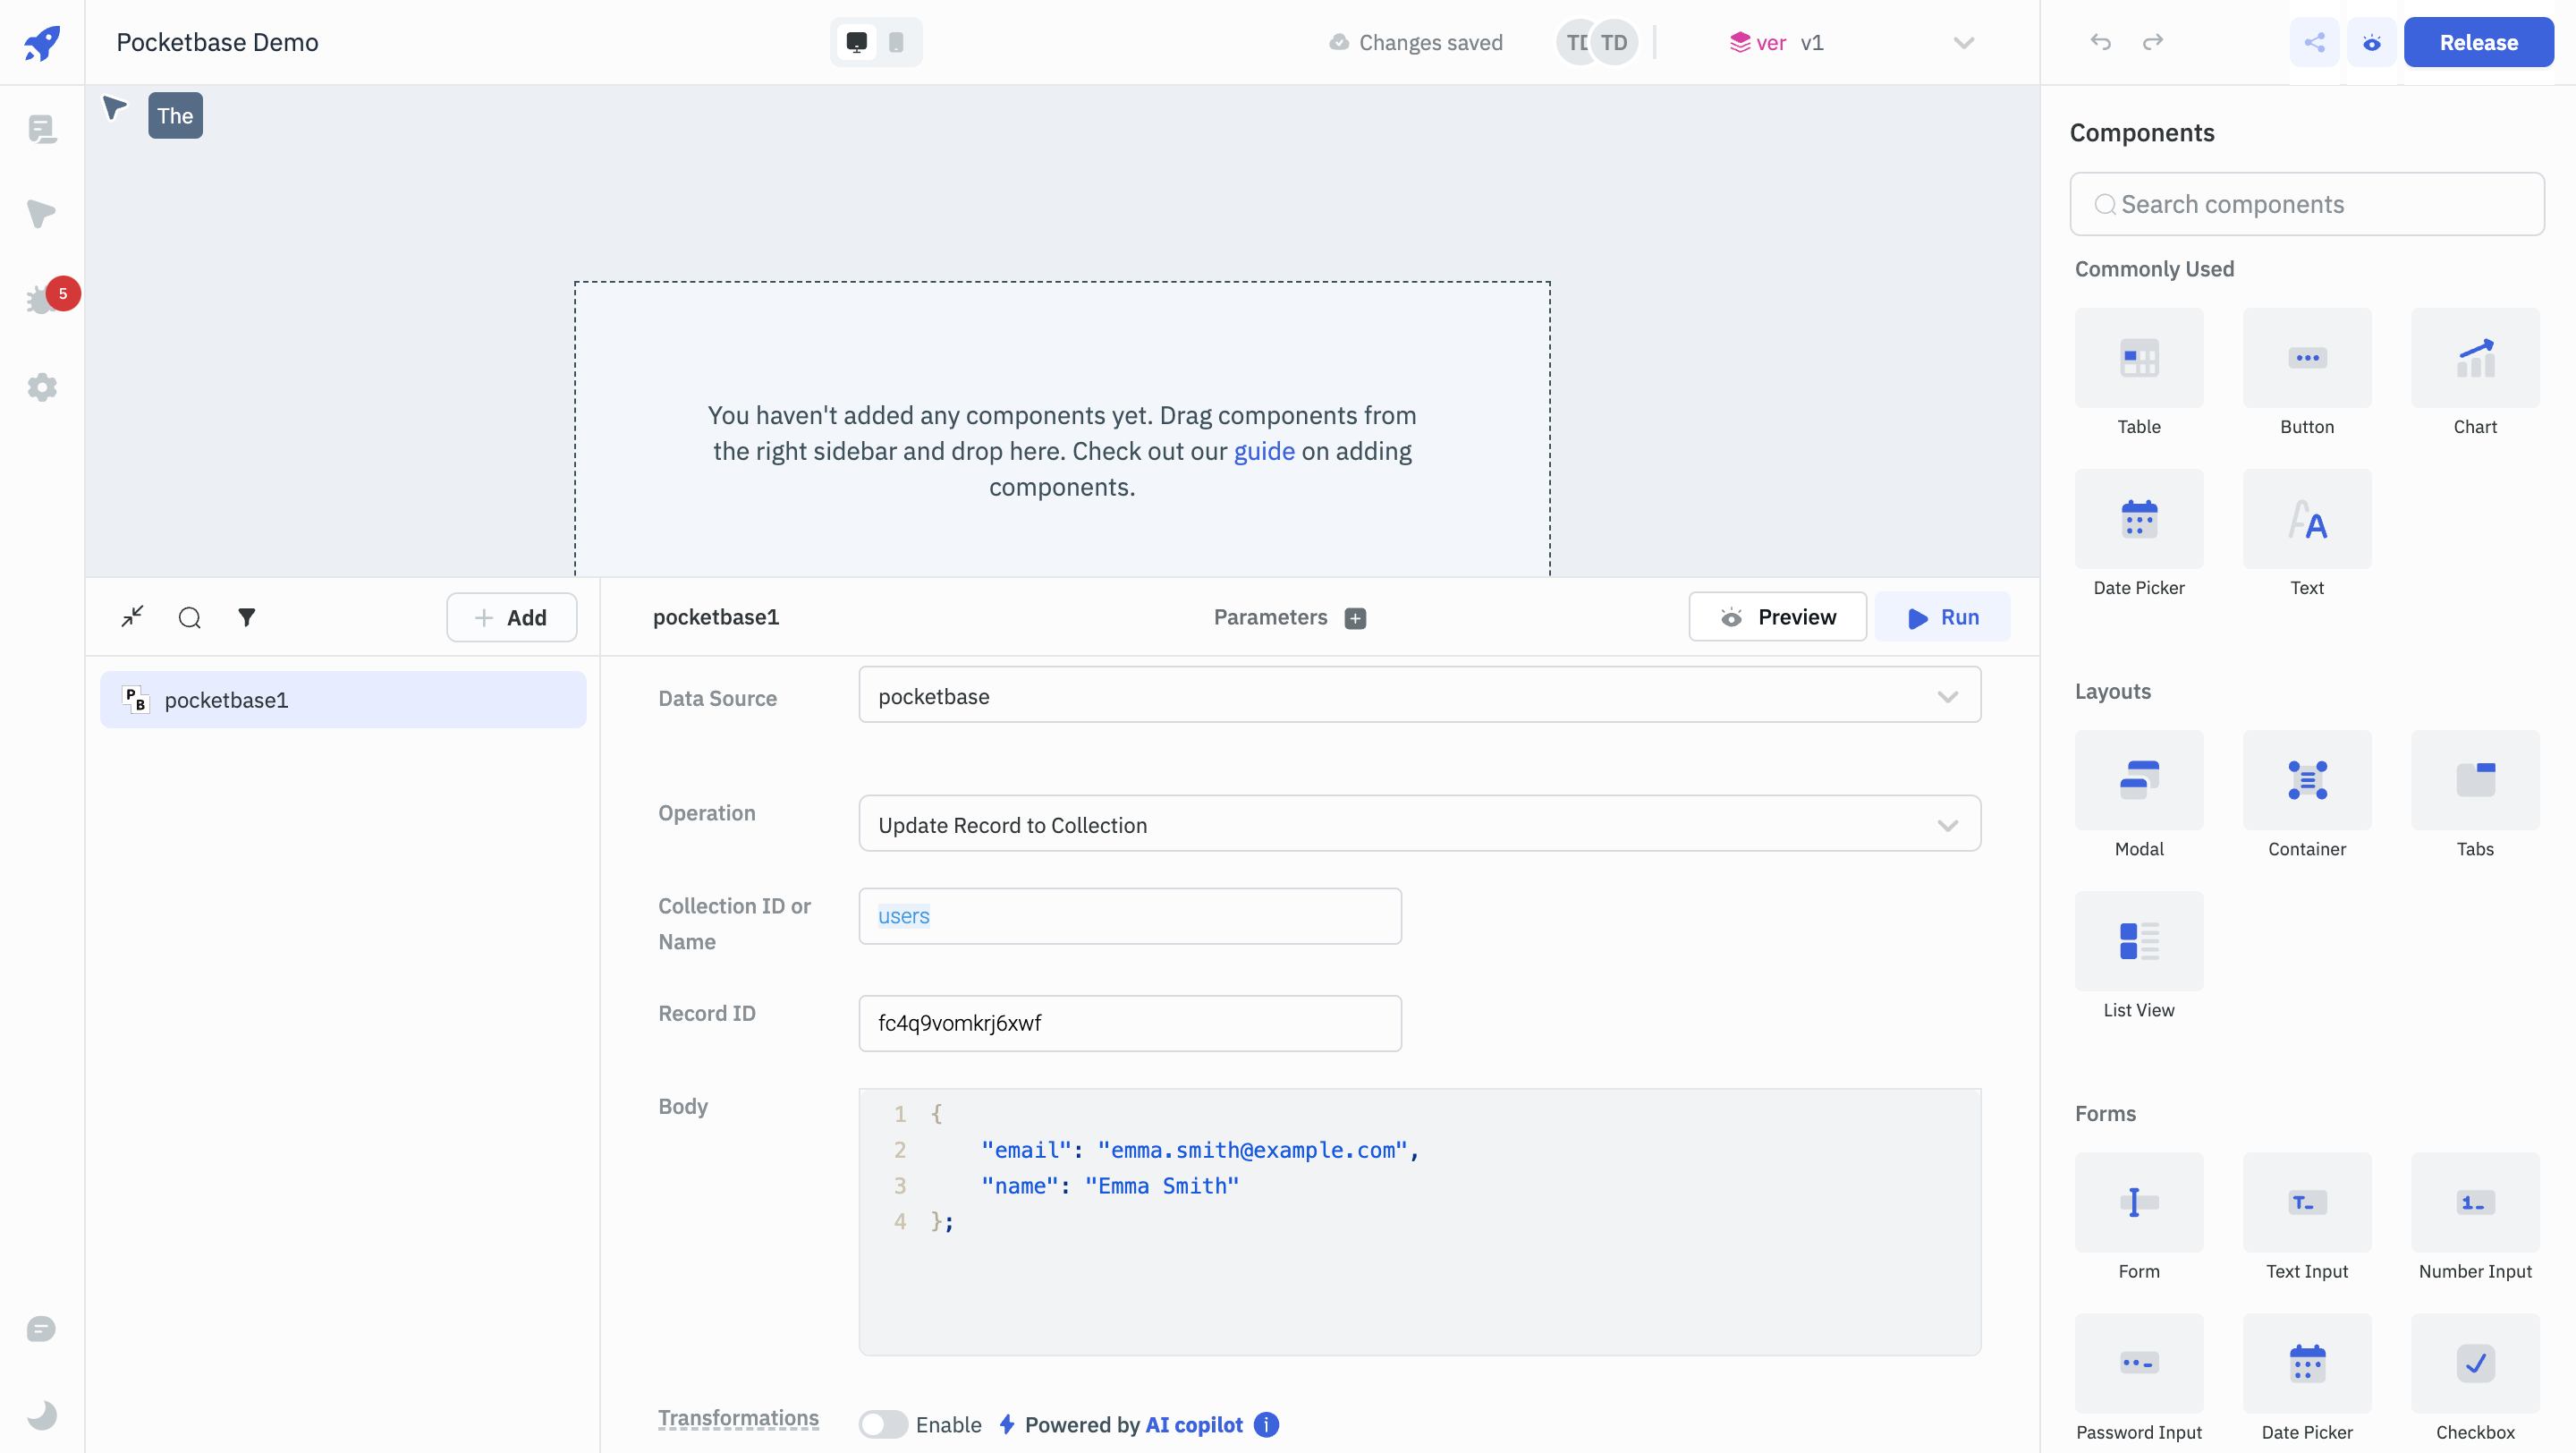 Pocketbase Demo
Changes saved
TD
TD
ver v1
Release
The
5
You haven't added any components yet. Drag components from
the right sidebar and drop here. Check out our guide on adding
components.
Add
pocketbase1
P
B
pocketbase1
Parameters
Preview
Run
Data Source
pocketbase
Operation
Update Record to Collection
Collection ID or
Name
users
Record ID
fc4q9vomkrj6xwf
Body
1 {
2 "email": "emma.smith@example.com",
3 "name": "Emma Smith"
4 };
Transformations
Enable
Powered by AI copilot
Components
Search components
Commonly Used
Table
Button
Chart
Date Picker
Text
Layouts
Modal
Container
Tabs
List View
Forms
Form
Text Input
Number Input
Password Input
Date Picker
Checkbox